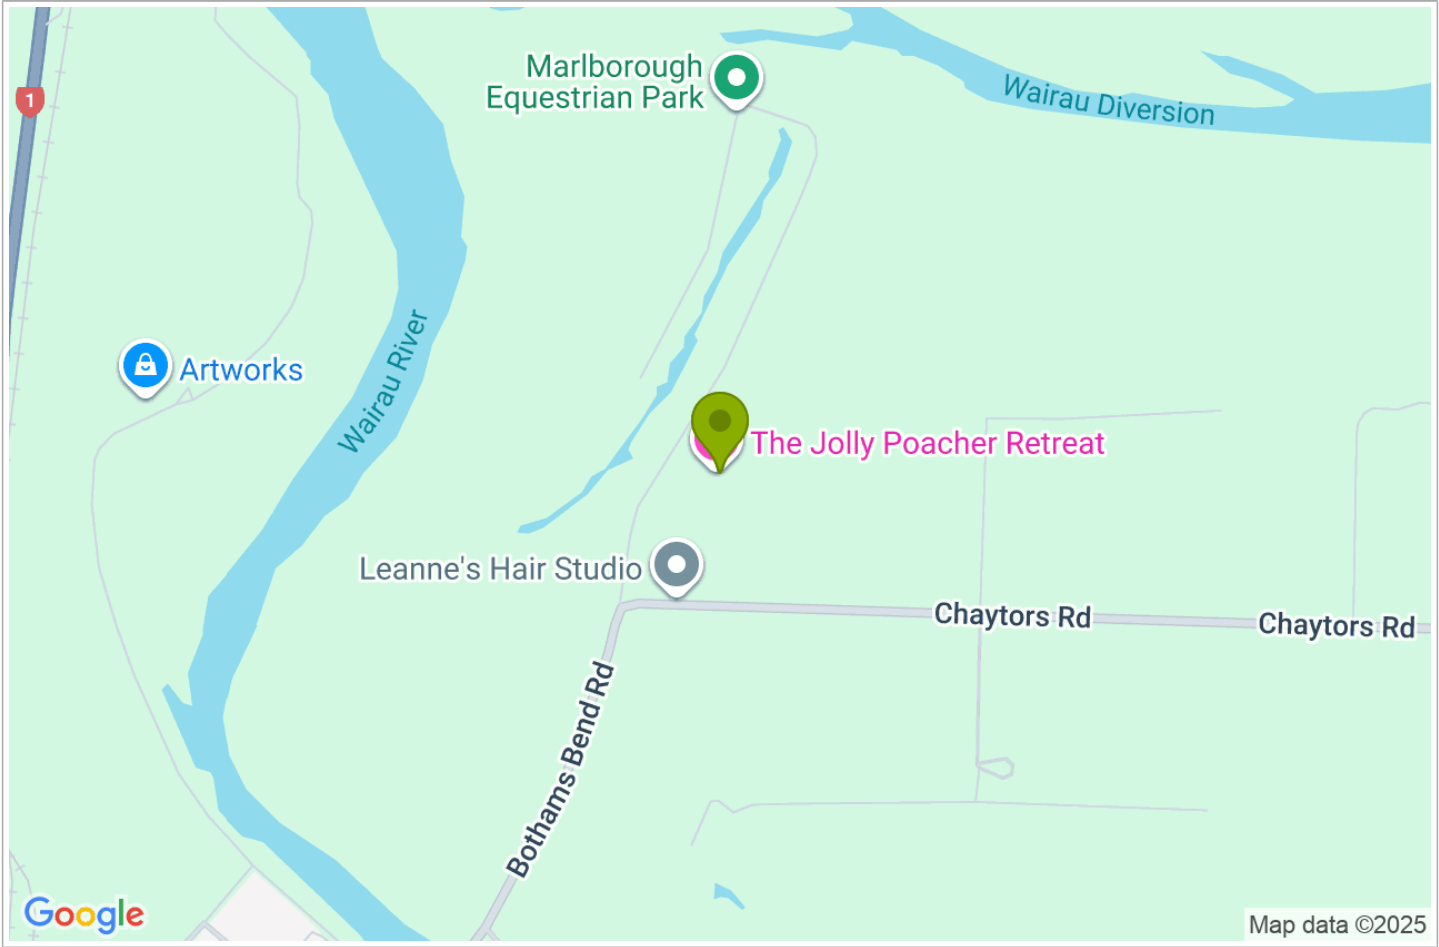 Marlborough
Equestrian Park
Wairau Diversion
1
Wairau River
Artworks
The Jolly Poacher Retreat
Leanne's Hair Studio
Chaytors Rd
Chaytors Rd
Bothams Bend Rd
Google
Map data ©2025